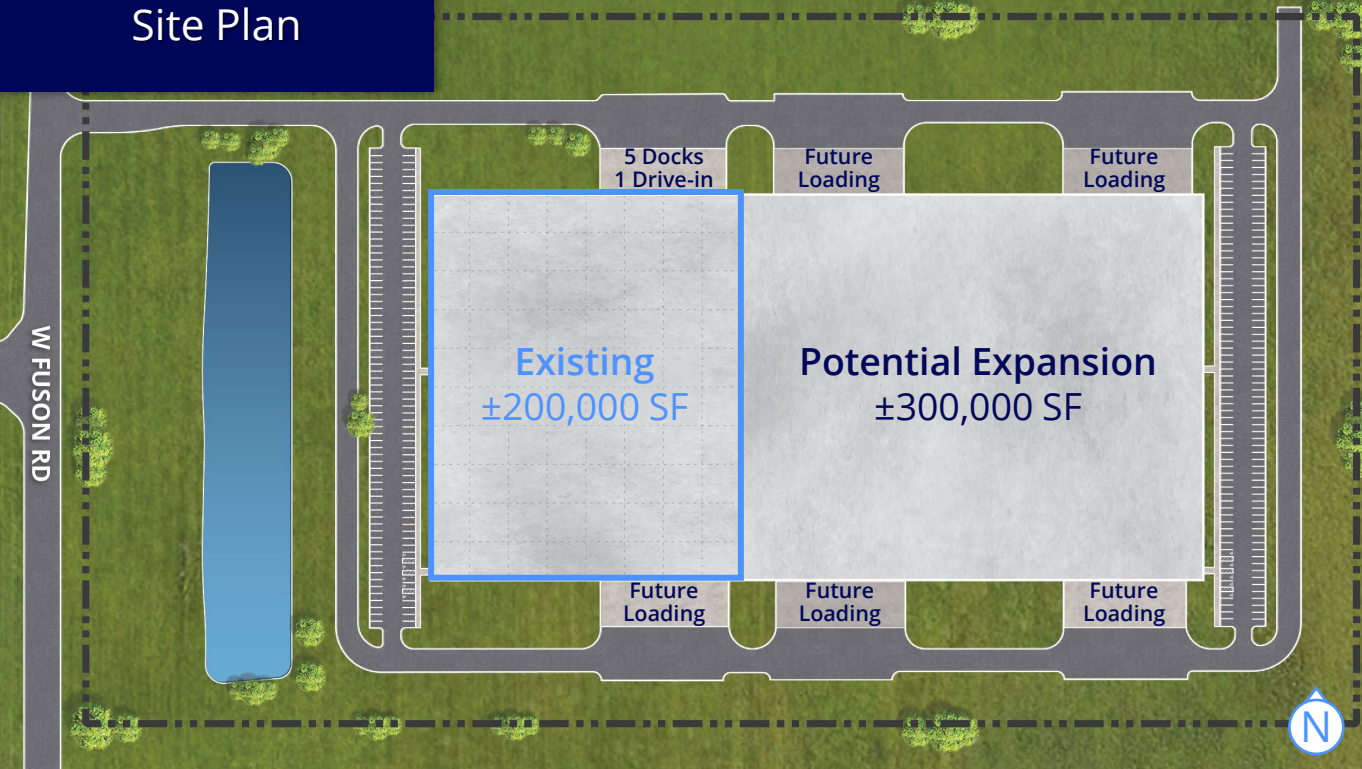 Site Plan
5 Docks
1 Drive-in
Future
Loading
Future
Loading
W FUSON RD
Existing
±200,000 SF
Potential Expansion
±300,000 SF
Future
Loading
Future
Loading
Future
Loading
N